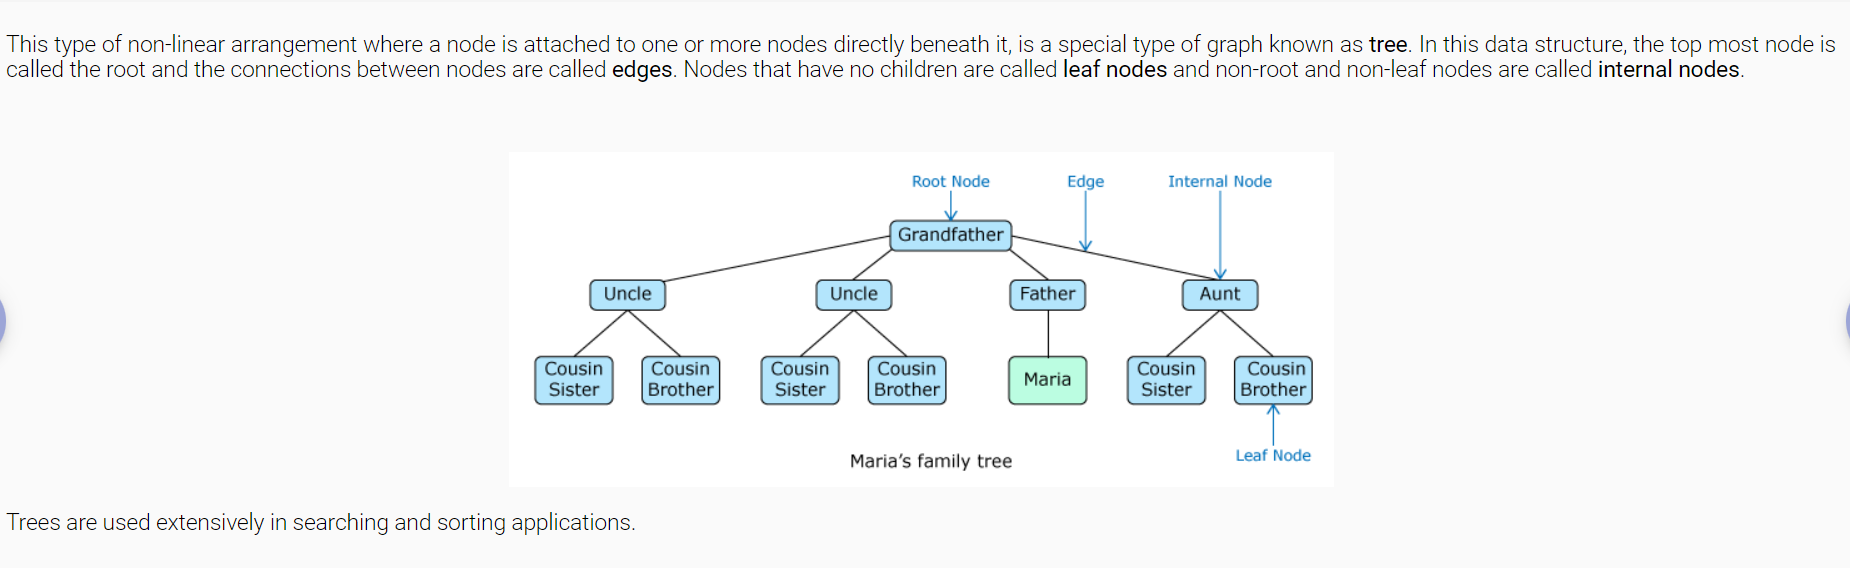 This type of non-linear arrangement where a node is attached to one or more nodes directly beneath it, is a special type of graph known as tree. In this data structure, the top most node is
called the root and the connections between nodes are called edges. Nodes that have no children are called leaf nodes and non-root and non-leaf nodes are called internal nodes.
Root Node Edge Internal Node
Grandfather
Uncle Uncle Father Aunt
Cousin Cousin Cousin Cousin Cousin Cousin
Sister Brother Sister Brother Maria Sister Brother
Leaf Node
Maria's family tree
Trees are used extensively in searching and sorting applications.